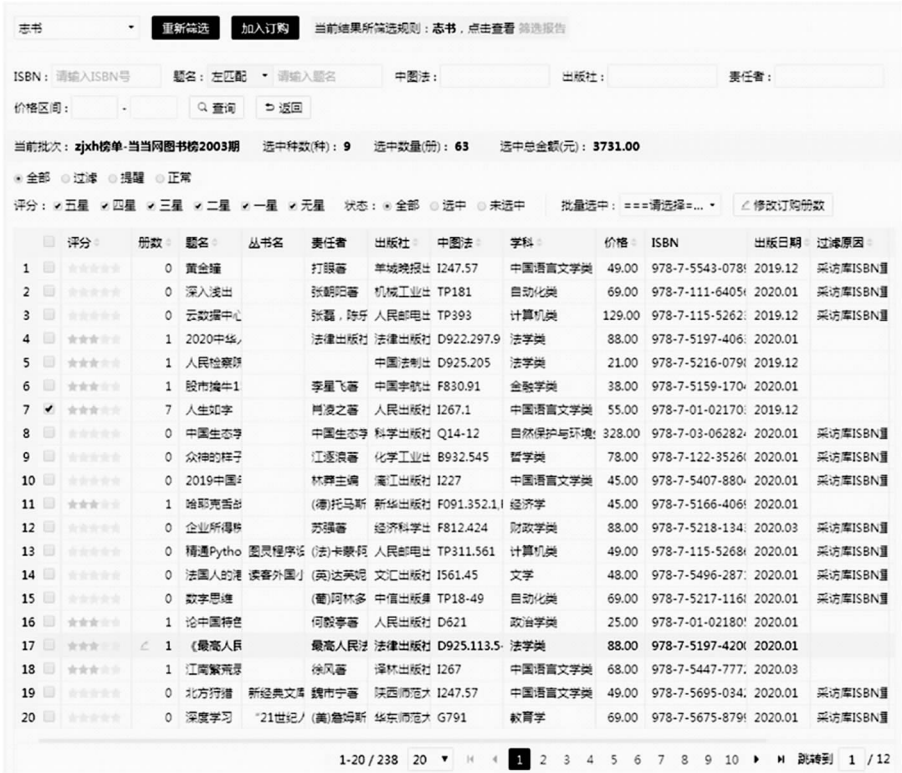 志书 重新筛选 加入订购 当前结果所筛选规则：志书，点击查看 筛选报告
ISBN： 请输入ISBN号 题名： 左匹配 请输入题名 中图法： 出版社： 责任者：
价格区间： - 查询 返回
当前批次： zjxh榜单-当当网图书榜2003期 选中种数(种)： 9 选中数量(册)： 63 选中总金额(元)： 3731.00
全部 过滤 提醒 正常
评分： 五星 四星 三星 二星 一星 无星 状态： 全部 选中 未选中 批量选中： ===请选择=... 修改订购册数
评分 册数 题名 丛书名 责任者 出版社 中图法 学科 价格 ISBN 出版日期 过滤原因
1 0 黄金瞳 打眼著 羊城晚报出 I247.57 中国语言文学类 49.00 978-7-5543-0789 2019.12 采访库ISBN重
2 0 深入浅出 张朝阳著 机械工业出 TP181 自动化类 69.00 978-7-111-64056 2019.12 采访库ISBN重
3 0 云数据中心 张磊，陈乐 人民邮电出 TP393 计算机类 129.00 978-7-115-5262 2019.12 采访库ISBN重
4 1 2020中华 法律出版社 法律出版社 D922.297.9 法学类 88.00 978-7-5197-406 2020.01
5 1 人民检察院 中国法制出 D925.205 法学类 21.00 978-7-5216-079 2019.12
6 1 股市擒牛1 李星飞著 中国宇航出 F830.91 金融学类 38.00 978-7-5159-170 2020.01
7 7 人生如字 肖凌之著 人民出版社 I267.1 中国语言文学类 55.00 978-7-01-02170 2019.12
8 0 中国生态学 中国生态学 科学出版社 Q14-12 自然保护与环境 328.00 978-7-03-06282 2020.01 采访库ISBN重
9 0 众神的样子 江逐浪著 化学工业出 B932.545 哲学类 78.00 978-7-122-3526 2020.01 采访库ISBN重
10 0 2019中国 林莽主编 漓江出版社 I227 中国语言文学类 45.00 978-7-5407-880 2020.01 采访库ISBN重
11 1 哈耶克舌战 (德)托马斯 新华出版社 F091.352.1, 经济学 45.00 978-7-5166-406 2020.01
12 0 企业所得税 苏强著 经济科学出 F812.424 财政学类 88.00 978-7-5218-134 2020.03 采访库ISBN重
13 0 精通Pytho 图灵程序设 (法)卡蒙·阿 人民邮电出 TP311.561 计算机类 49.00 978-7-115-5268 2020.01 采访库ISBN重
14 0 法国人的 读客外国小 (英)达芙妮 文汇出版社 I561.45 文学 48.00 978-7-5496-287 2020.01 采访库ISBN重
15 0 数字思维 (葡)阿林多 中信出版集 TP18-49 自动化类 69.00 978-7-5217-116 2020.01 采访库ISBN重
16 1 论中国特色 何毅亭著 人民出版社 D621 政治学类 25.00 978-7-01-02180 2020.01
17 1 《最高人民 最高人民法 法律出版社 D925.113.5- 法学类 88.00 978-7-5197-420 2020.01
18 1 江南繁荒录 徐风著 译林出版社 I267 中国语言文学类 68.00 978-7-5447-777 2020.03
19 0 北方狩猎 新经典文库 魏市宁著 陕西师范大 I247.57 中国语言文学类 49.00 978-7-5695-034 2020.01 采访库ISBN重
20 0 深度学习 "21世纪人 (美)詹姆斯 华东师范大 G791 教育学 69.00 978-7-5675-879 2020.01 采访库ISBN重
1-20 / 238 20 1 2 3 4 5 6 7 8 9 10 跳转到 1 / 12